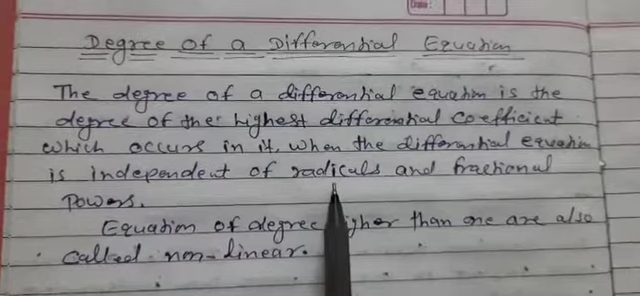 Date :
Degree of a Differential Equation
The degree of a differential equation is the
degree of the highest differential coefficient
which occurs in it, when the differential equation
is independent of radicals and fractional
powers.
Equation of degree higher than one are also
called non-linear.